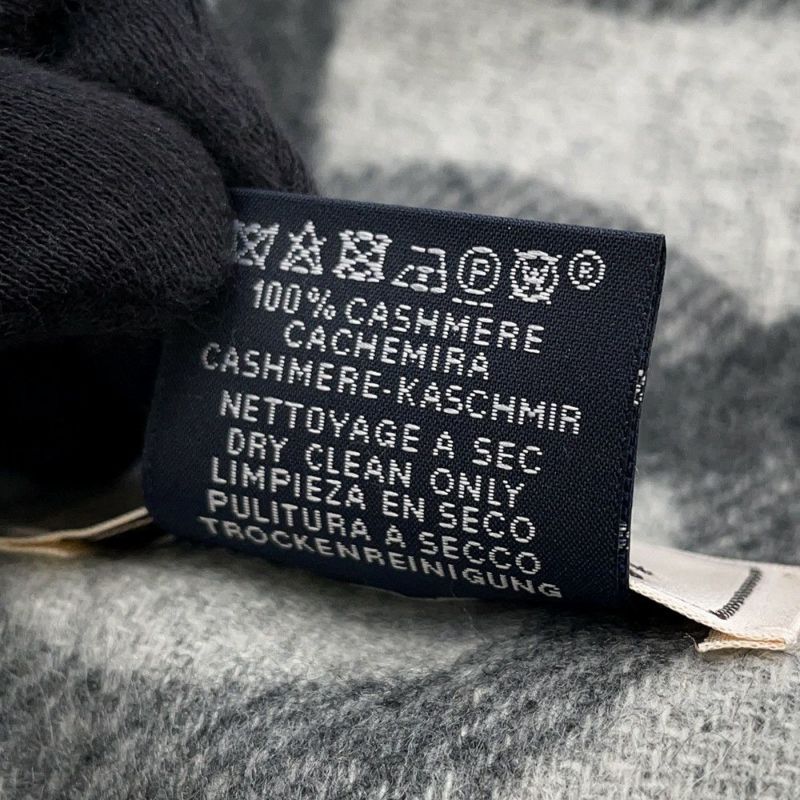 P W ®
100% CASHMERE
CACHEMIRA
CASHMERE-KASCHMIR
NETTOYAGE A SEC
DRY CLEAN ONLY
LIMPIEZA EN SECO
PULITURA A SECCO
TROCKENREINIGUNG